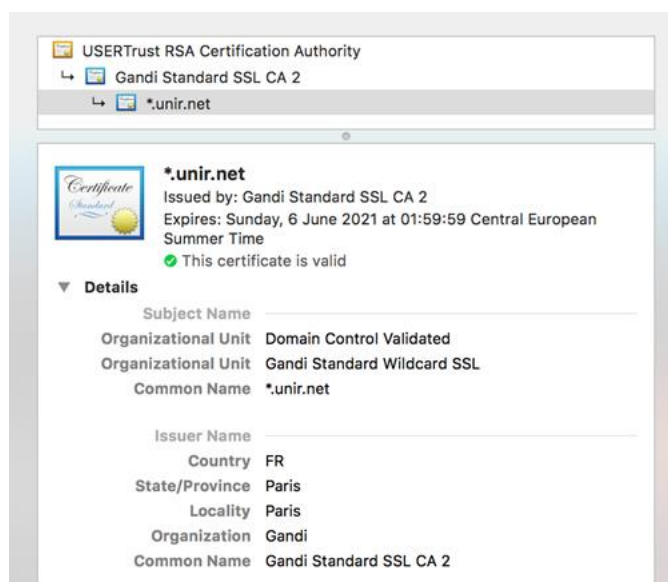 USERTrust RSA Certification Authority
Gandi Standard SSL CA 2
*.unir.net
Certificate
Standard
*.unir.net
Issued by: Gandi Standard SSL CA 2
Expires: Sunday, 6 June 2021 at 01:59:59 Central European
Summer Time
This certificate is valid
Details
Subject Name
Organizational Unit Domain Control Validated
Organizational Unit Gandi Standard Wildcard SSL
Common Name *.unir.net
Issuer Name
Country FR
State/Province Paris
Locality Paris
Organization Gandi
Common Name Gandi Standard SSL CA 2